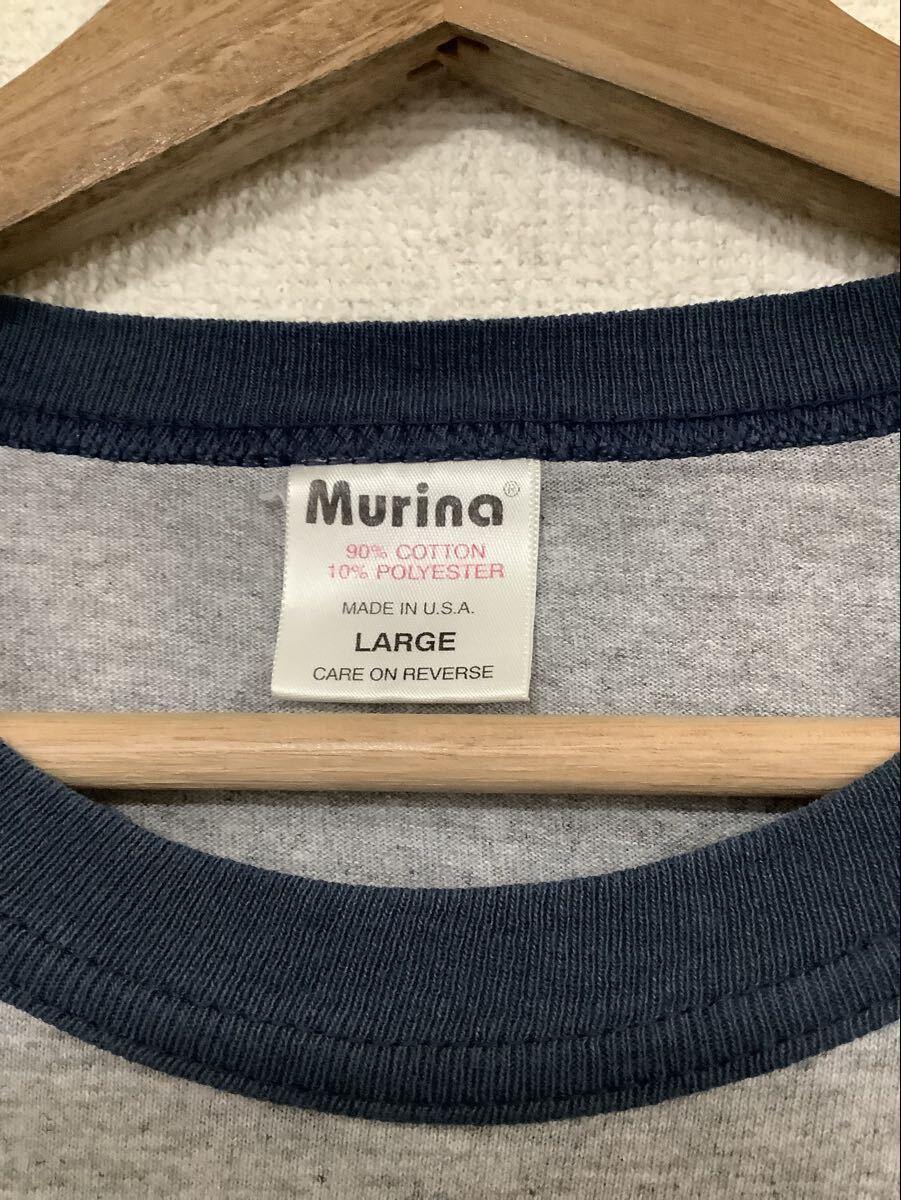 Murina®
90% COTTON
10% POLYESTER
MADE IN U.S.A.
LARGE
CARE ON REVERSE